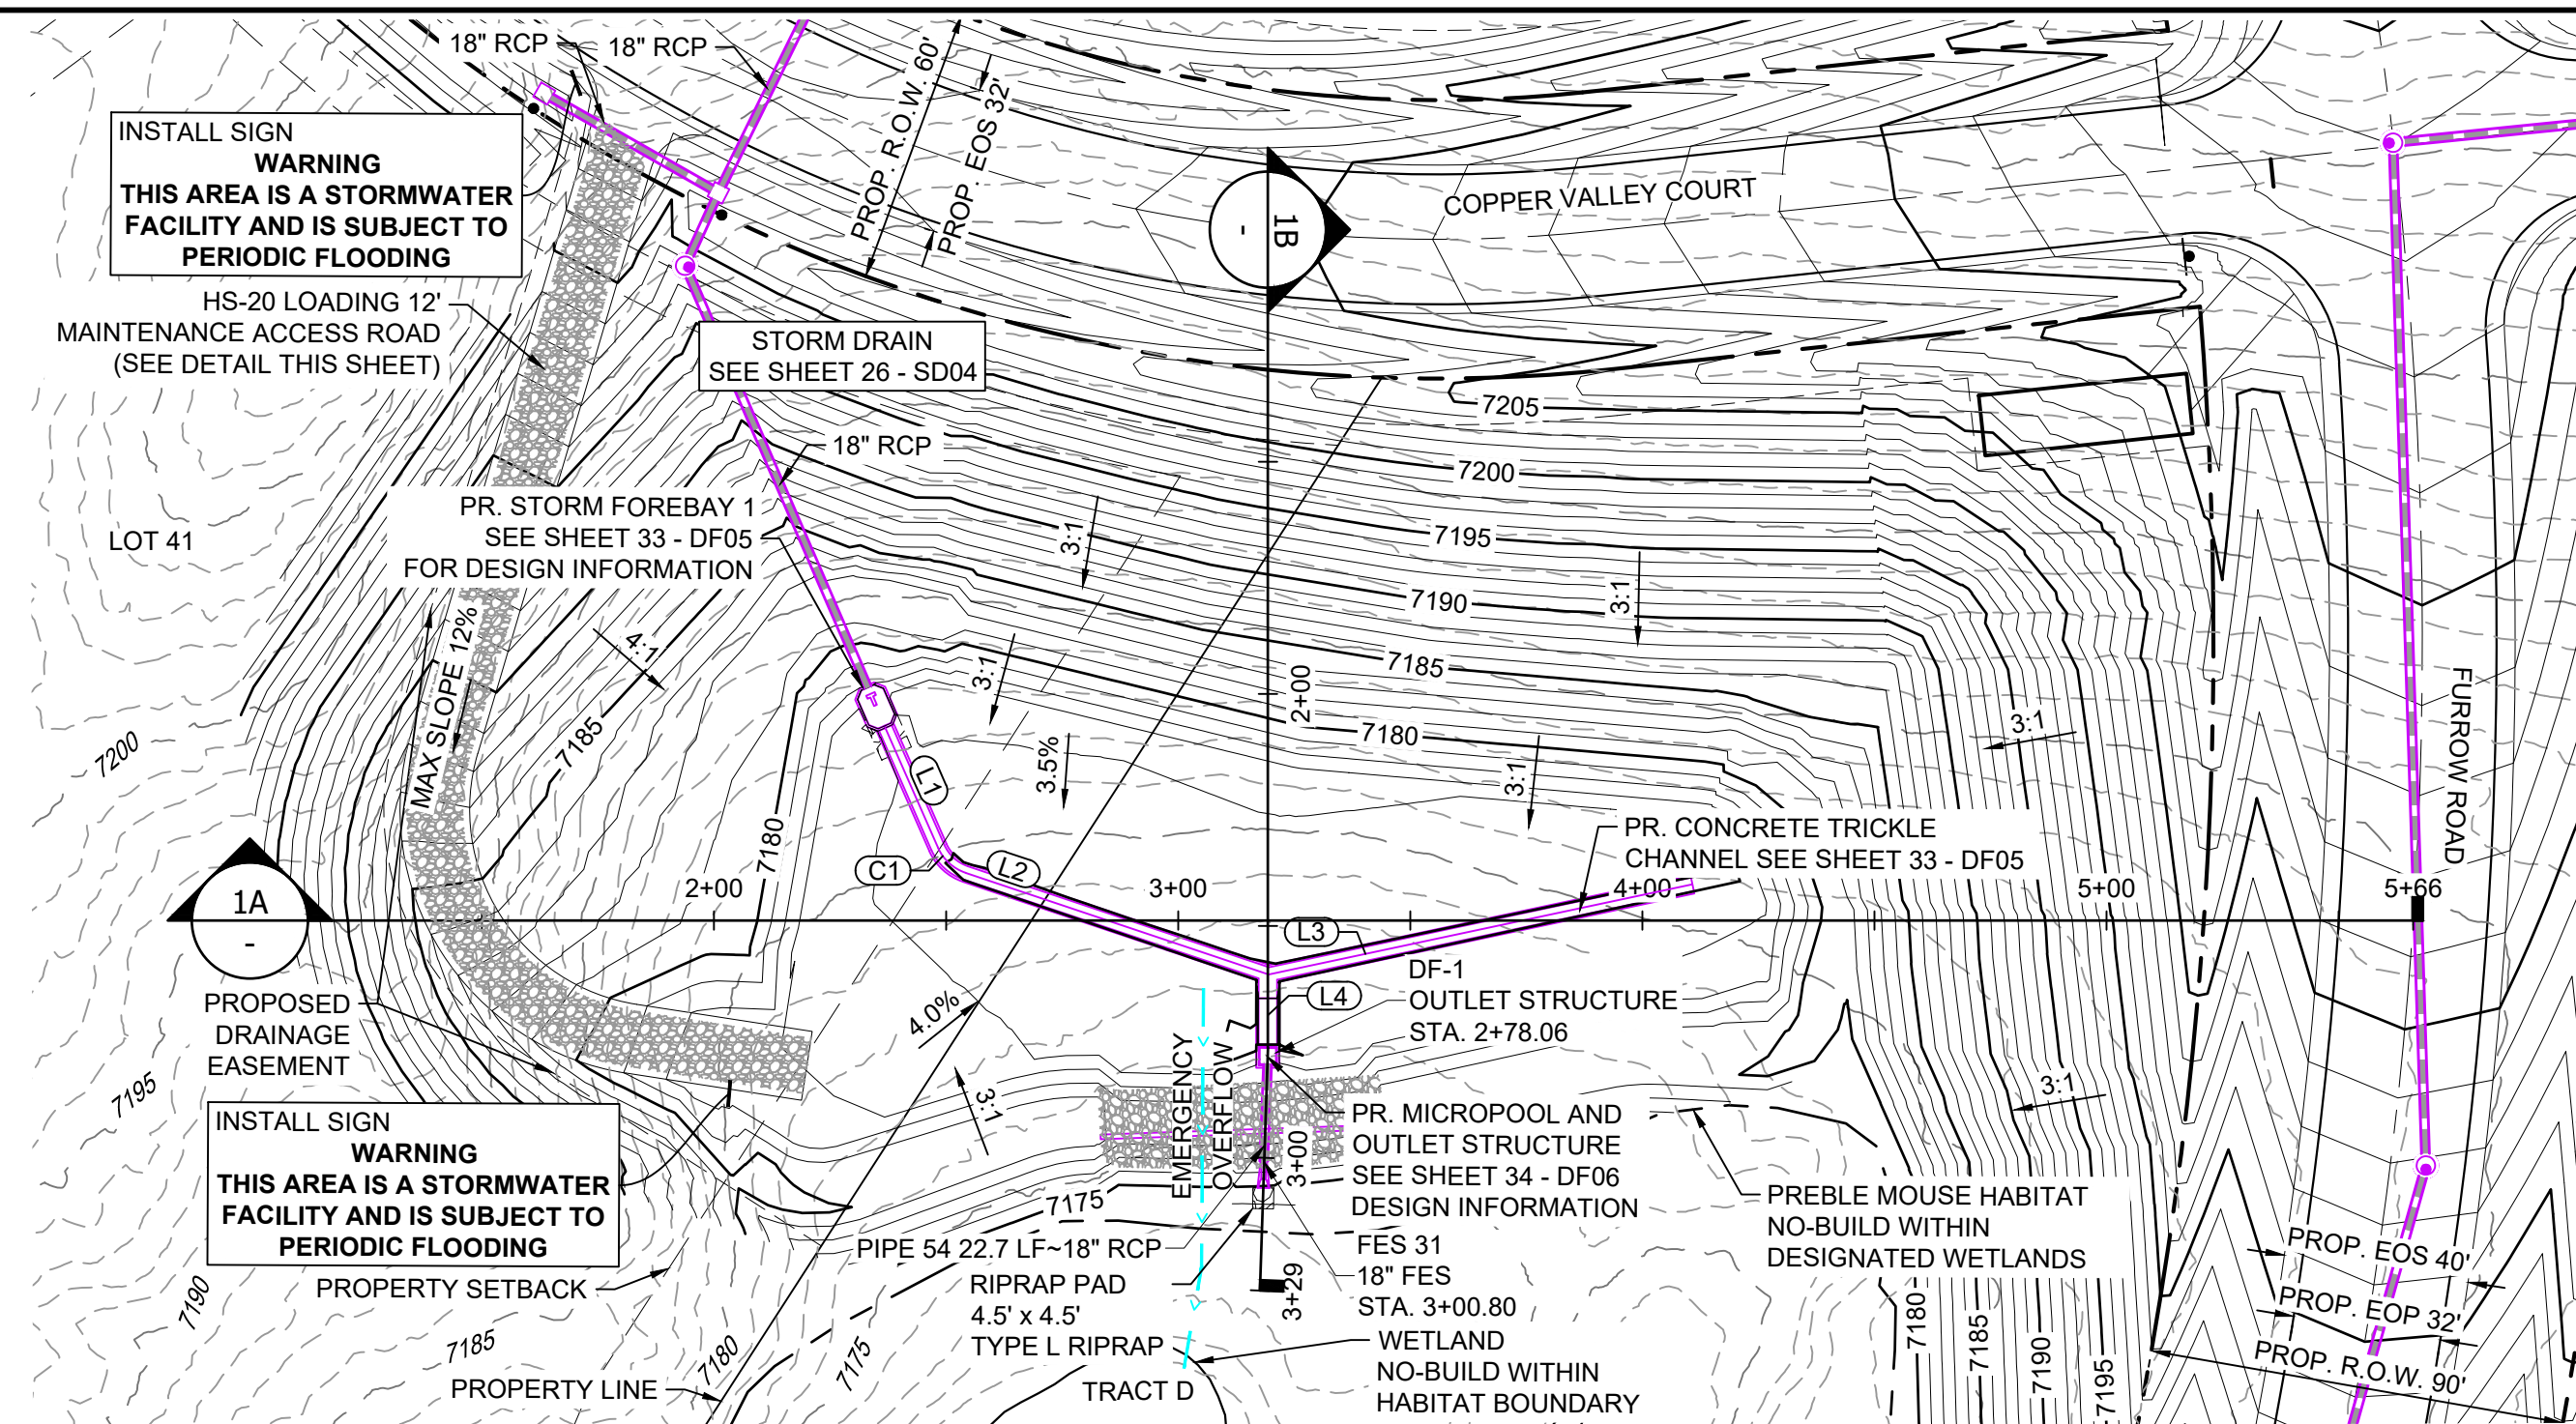 18" RCP
18" RCP
PROP. R.O.W. 60'
PROP. EOS 32'
INSTALL SIGN
WARNING
THIS AREA IS A STORMWATER
FACILITY AND IS SUBJECT TO
PERIODIC FLOODING
1B
-
COPPER VALLEY COURT
HS-20 LOADING 12'
MAINTENANCE ACCESS ROAD
(SEE DETAIL THIS SHEET)
STORM DRAIN
SEE SHEET 26 - SD04
7205
18" RCP
7200
PR. STORM FOREBAY 1
SEE SHEET 33 - DF05
FOR DESIGN INFORMATION
LOT 41
3:1
7195
7190
3:1
MAX SLOPE 12%
4:1
3:1
7185
2+00
7180
7185
7200
3.5%
3:1
3:1
FURROW ROAD
L1
7180
C1
L2
PR. CONCRETE TRICKLE
CHANNEL SEE SHEET 33 - DF05
1A
-
2+00
3+00
4+00
5+00
5+66
L3
DF-1
OUTLET STRUCTURE
STA. 2+78.06
L4
PROPOSED
DRAINAGE
EASEMENT
4.0%
3:1
EMERGENCY
OVERFLOW
3+00
3:1
7195
INSTALL SIGN
WARNING
THIS AREA IS A STORMWATER
FACILITY AND IS SUBJECT TO
PERIODIC FLOODING
PR. MICROPOOL AND
OUTLET STRUCTURE
SEE SHEET 34 - DF06
DESIGN INFORMATION
7175
PREBLE MOUSE HABITAT
NO-BUILD WITHIN
DESIGNATED WETLANDS
PIPE 54 22.7 LF~18" RCP
RIPRAP PAD
4.5' x 4.5'
TYPE L RIPRAP
FES 31
18" FES
STA. 3+00.80
3+29
PROP. EOS 40'
PROP. EOP 32'
PROP. R.O.W. 90'
PROPERTY SETBACK
7190
7185
7180
7175
PROPERTY LINE
TRACT D
WETLAND
NO-BUILD WITHIN
HABITAT BOUNDARY
7180
7185
7190
7195